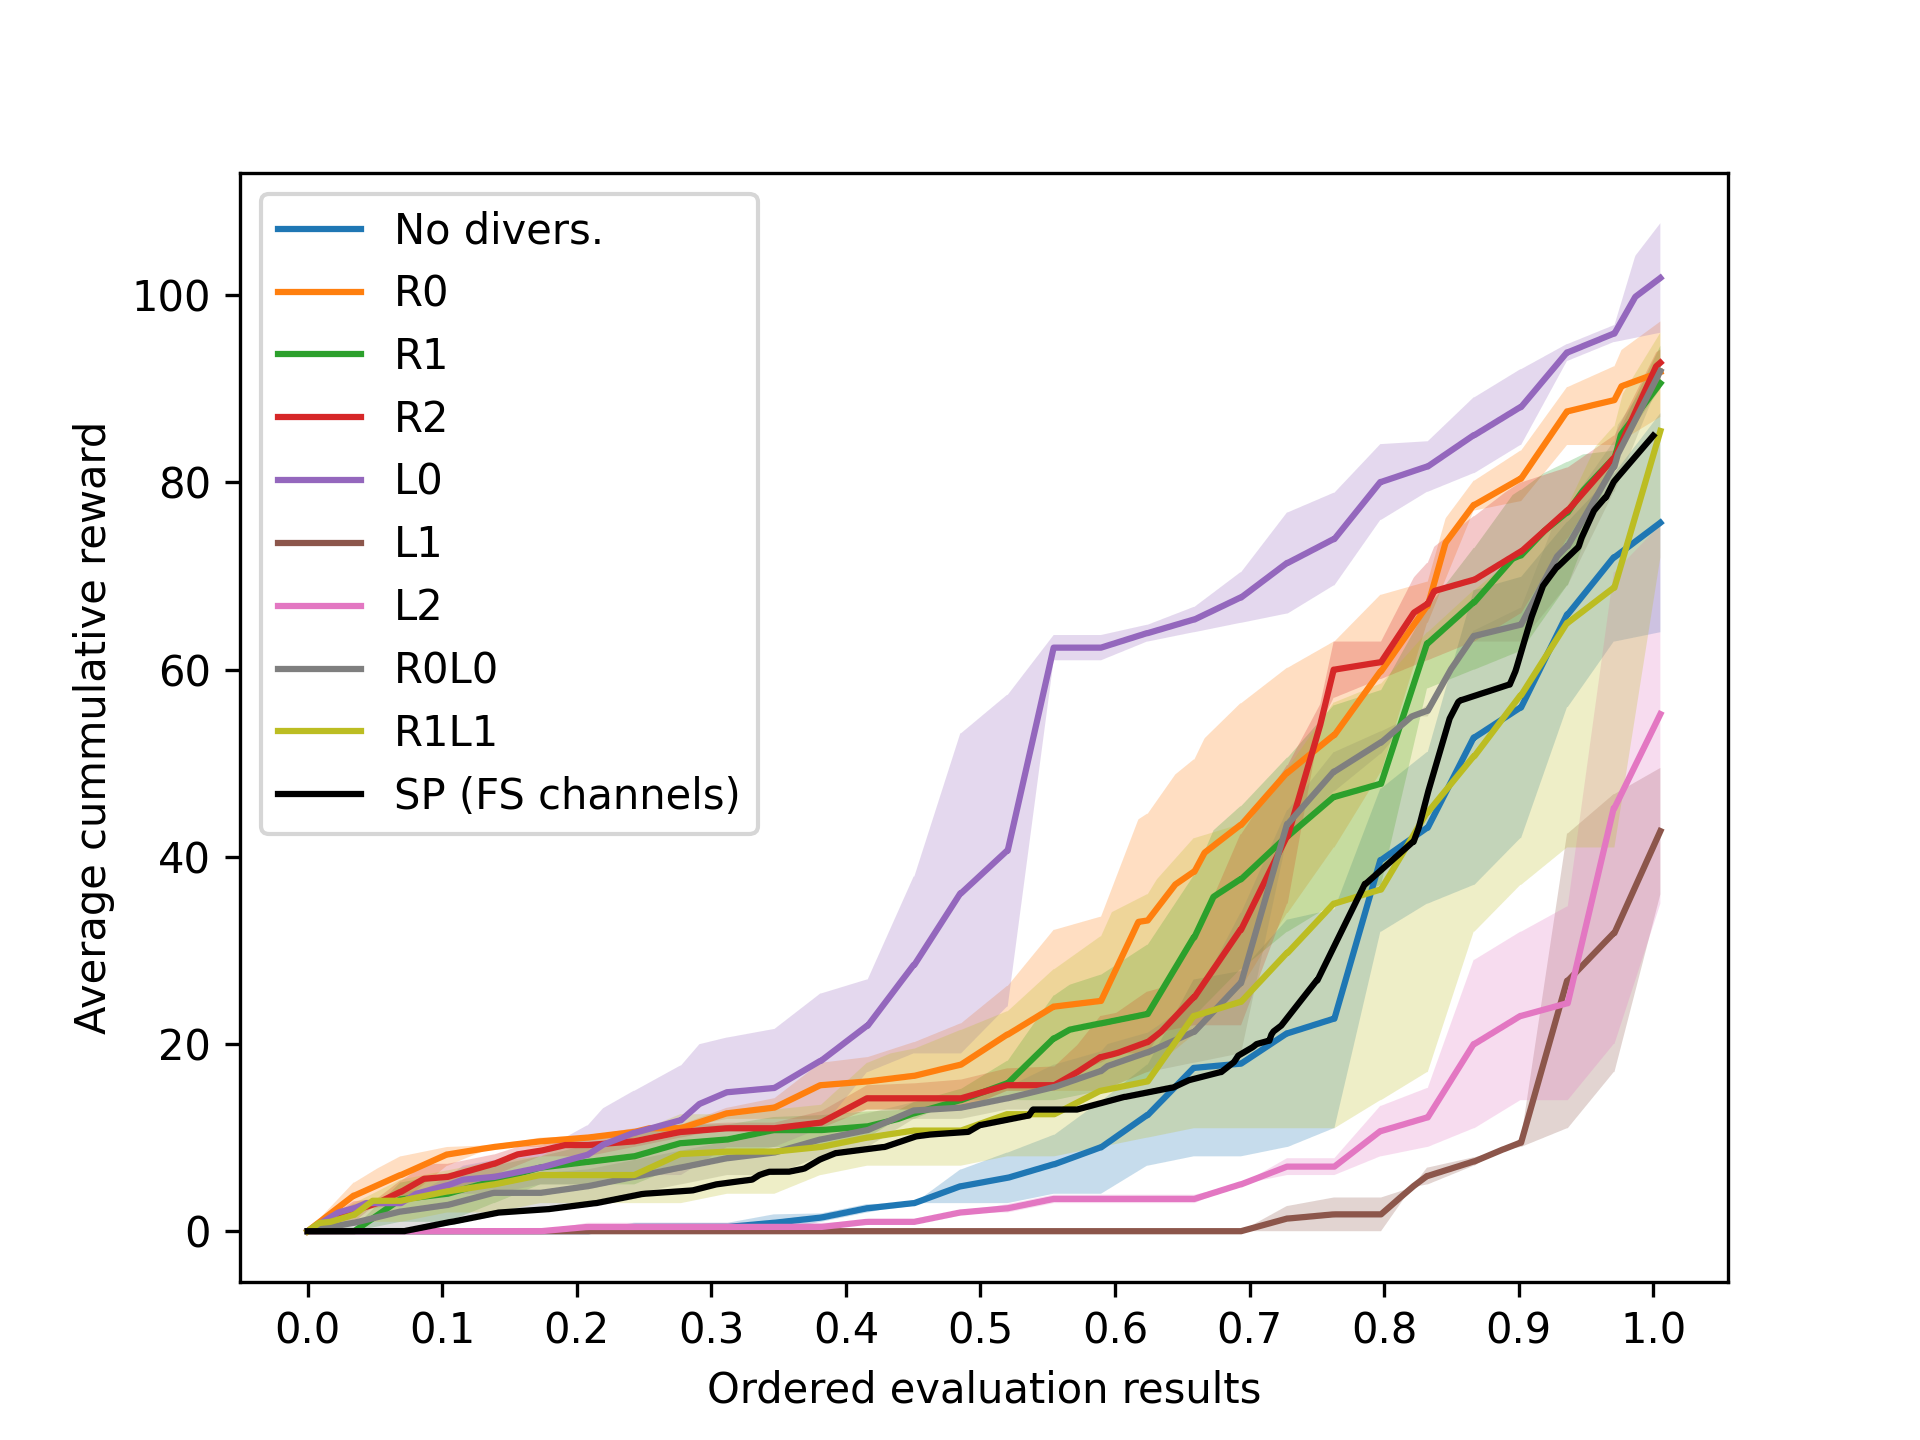 No divers.
R0
R1
R2
L0
L1
L2
R0L0
R1L1
SP (FS channels)
100
80
60
40
20
0
Average cummulative reward
0.0 0.1 0.2 0.3 0.4 0.5 0.6 0.7 0.8 0.9 1.0
Ordered evaluation results